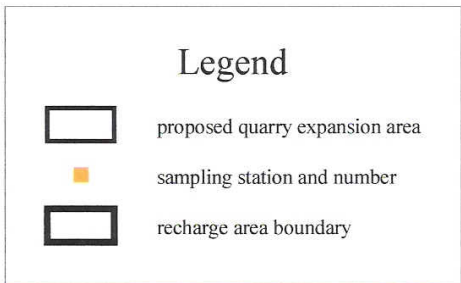 Legend
proposed quarry expansion area
sampling station and number
recharge area boundary